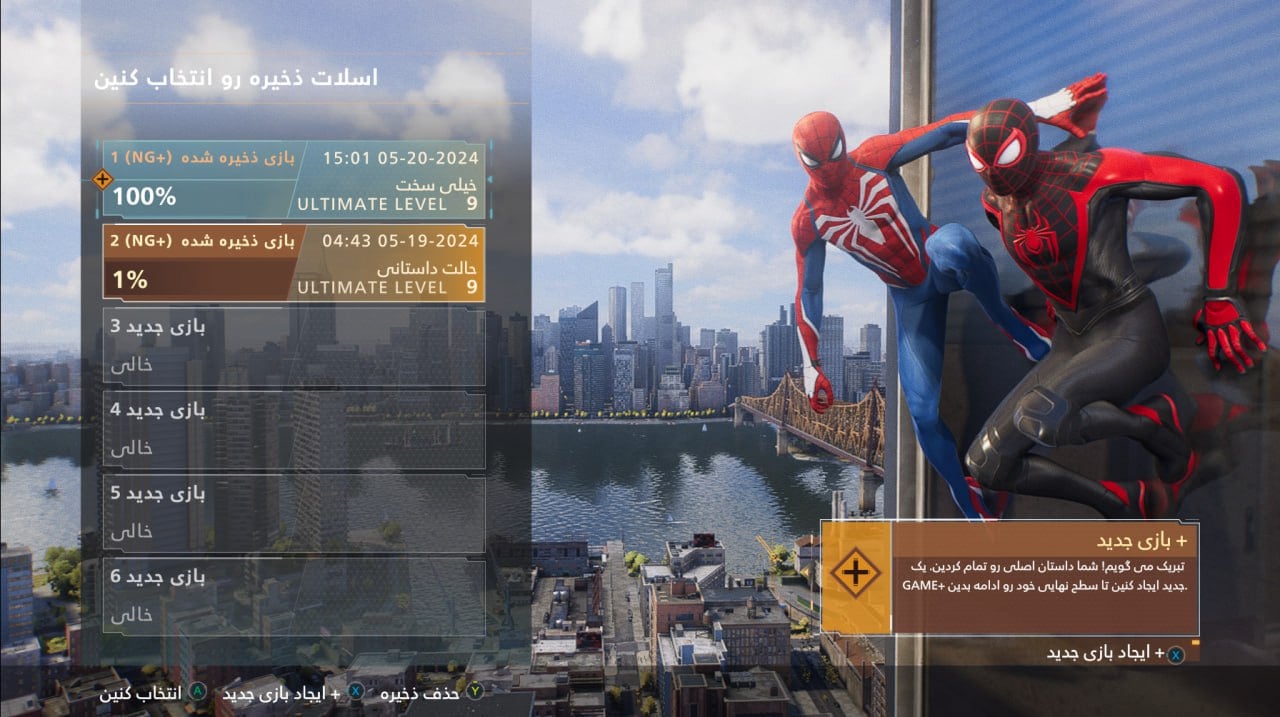 اسلات ذخیره رو انتخاب کنین
بازی ذخیره شده (NG+) 1
15:01 05-20-2024
100%
خیلی سخت
ULTIMATE LEVEL 9
بازی ذخیره شده (NG+) 2
04:43 05-19-2024
1%
حالت داستانی
ULTIMATE LEVEL 9
بازی جدید 3
خالی
بازی جدید 4
خالی
بازی جدید 5
خالی
بازی جدید 6
خالی
+ بازی جدید
تبریک می گویم! شما داستان اصلی رو تمام کردین. یک
.جدید ایجاد کنین تا سطح نهایی خود رو ادامه بدین GAME+
+ ایجاد بازی جدید X
انتخاب کنین A
+ ایجاد بازی جدید X
حذف ذخیره Y